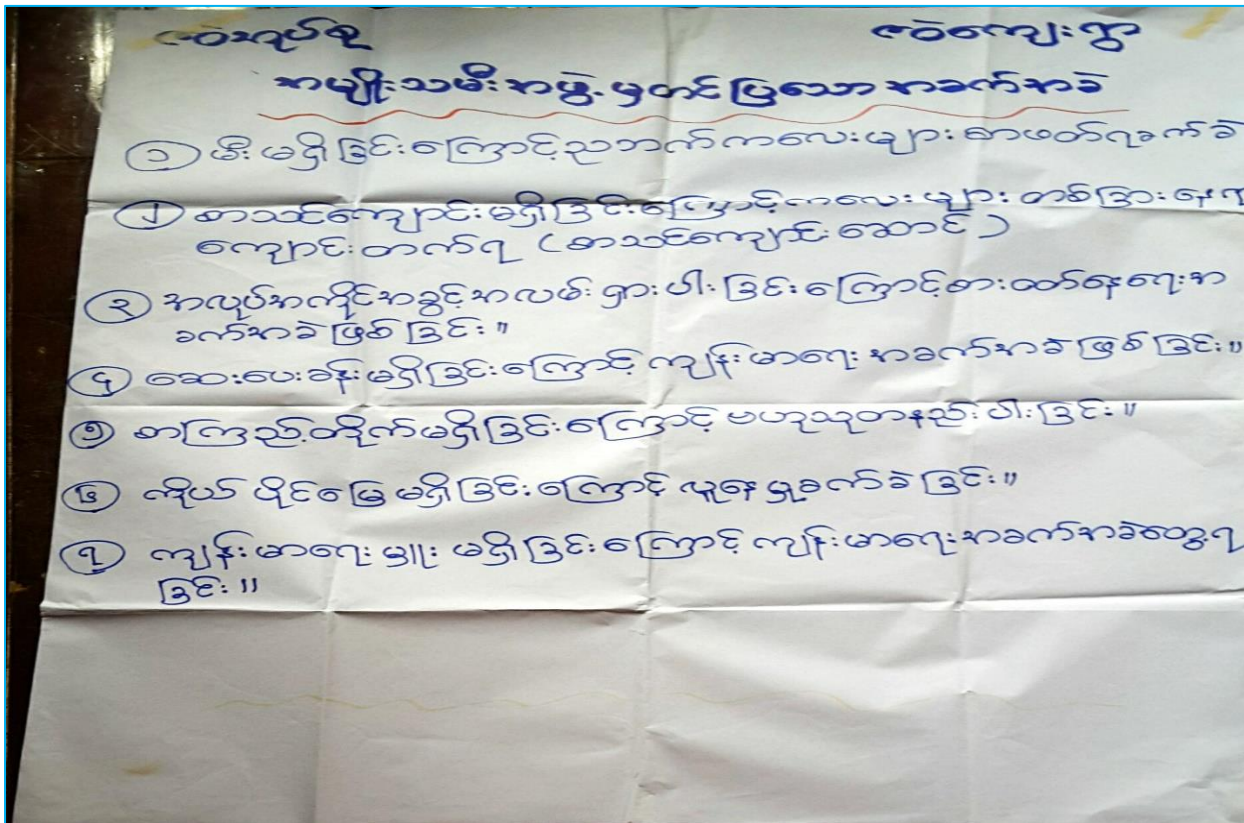 ဇဝဲအုပ်စု ဇဝဲကျေးရွာ
အမျိုးသမီးအဖွဲ့မှတင်ပြသောအခက်အခဲ
၁ မီးမရှိခြင်းကြောင့်ညဘက်ကလေးများစာဖတ်ရခက်ခဲ
၂ စာသင်ကျောင်းမရှိခြင်းကြောင့်ကလေးများ တစ်ခြားနေရ
ကျောင်းတက်ရ (စာသင်ကျောင်းဆောင်)
၃ အလုပ်အကိုင်အခွင့်အလမ်းရှားပါးခြင်းကြောင့်စားဝတ်နေရေးအ
ခက်အခဲဖြစ်ခြင်း။
၄ ဆေးပေးခန်းမရှိခြင်းကြောင့် ကျန်းမာရေးအခက်အခဲဖြစ်ခြင်း။
၅ စာကြည့်တိုက်မရှိခြင်းကြောင့် ဗဟုသုတနည်းပါးခြင်း။
၆ ကိုယ်ပိုင်မြေမရှိခြင်းကြောင့် လူနေမှုခက်ခဲခြင်း။
၇ ကျန်းမာရေးမှူးမရှိခြင်းကြောင့် ကျန်းမာရေးအခက်အခဲတွေ့ရ
ခြင်း။